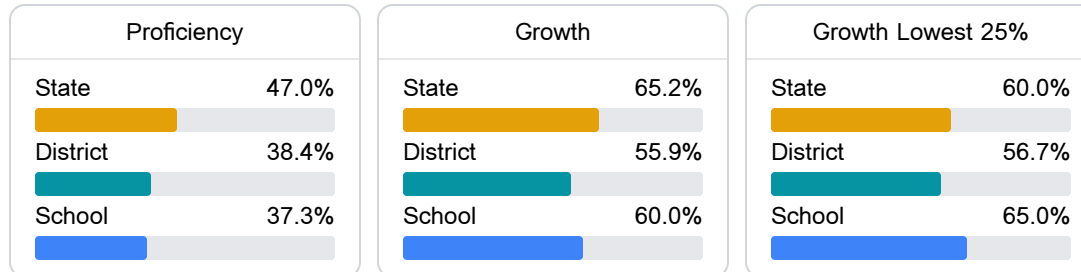 Proficiency
State 47.0%
District 38.4%
School 37.3%
Growth
State 65.2%
District 55.9%
School 60.0%
Growth Lowest 25%
State 60.0%
District 56.7%
School 65.0%